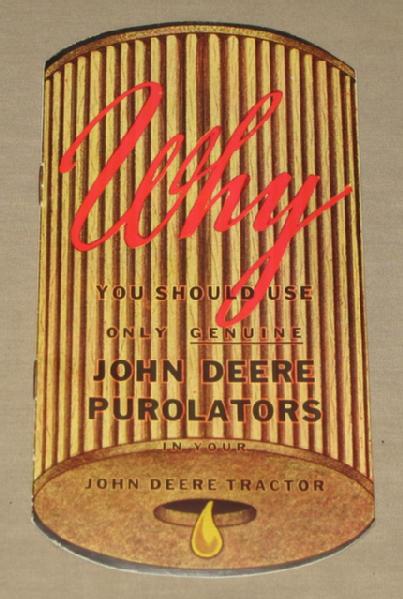 Why
YOU SHOULD USE
ONLY GENUINE
JOHN DEERE
PUROLATORS
IN YOUR
JOHN DEERE TRACTOR